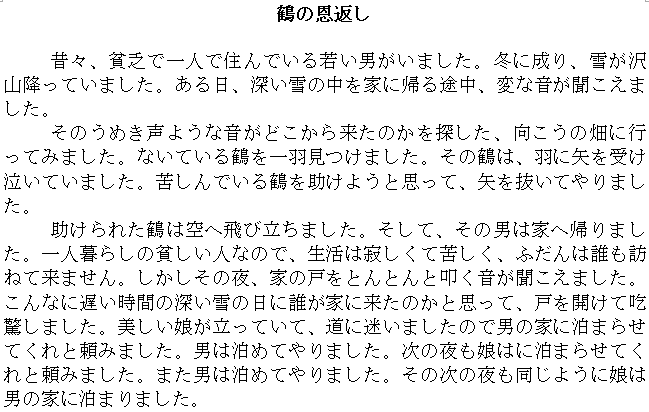 鶴の恩返し
昔々、貧乏で一人で住んでいる若い男がいました。冬に成り、雪が沢
山降っていました。ある日、深い雪の中を家に帰る途中、変な音が聞こえま
した。
そのうめき声ような音がどこから来たのかを探した、向こうの畑に行
ってみました。ないている鶴を一羽見つけました。その鶴は、羽に矢を受け
泣いていました。苦しんでいる鶴を助けようと思って、矢を抜いてやりまし
た。
助けられた鶴は空へ飛び立ちました。そして、その男は家へ帰りまし
た。一人暮らしの貧しい人なので、生活は寂しくて苦しく、ふだんは誰も訪
ねて来ません。しかしその夜、家の戸をとんとんと叩く音が聞こえました。
こんなに遅い時間の深い雪の日に誰が家に来たのかと思って、戸を開けて吃
驚しました。美しい娘が立っていて、道に迷いましたので男の家に泊まらせ
てくれと頼みました。男は泊めてやりました。次の夜も娘はに泊まらせてく
れと頼みました。また男は泊めてやりました。その次の夜も同じように娘は
男の家に泊まりました。